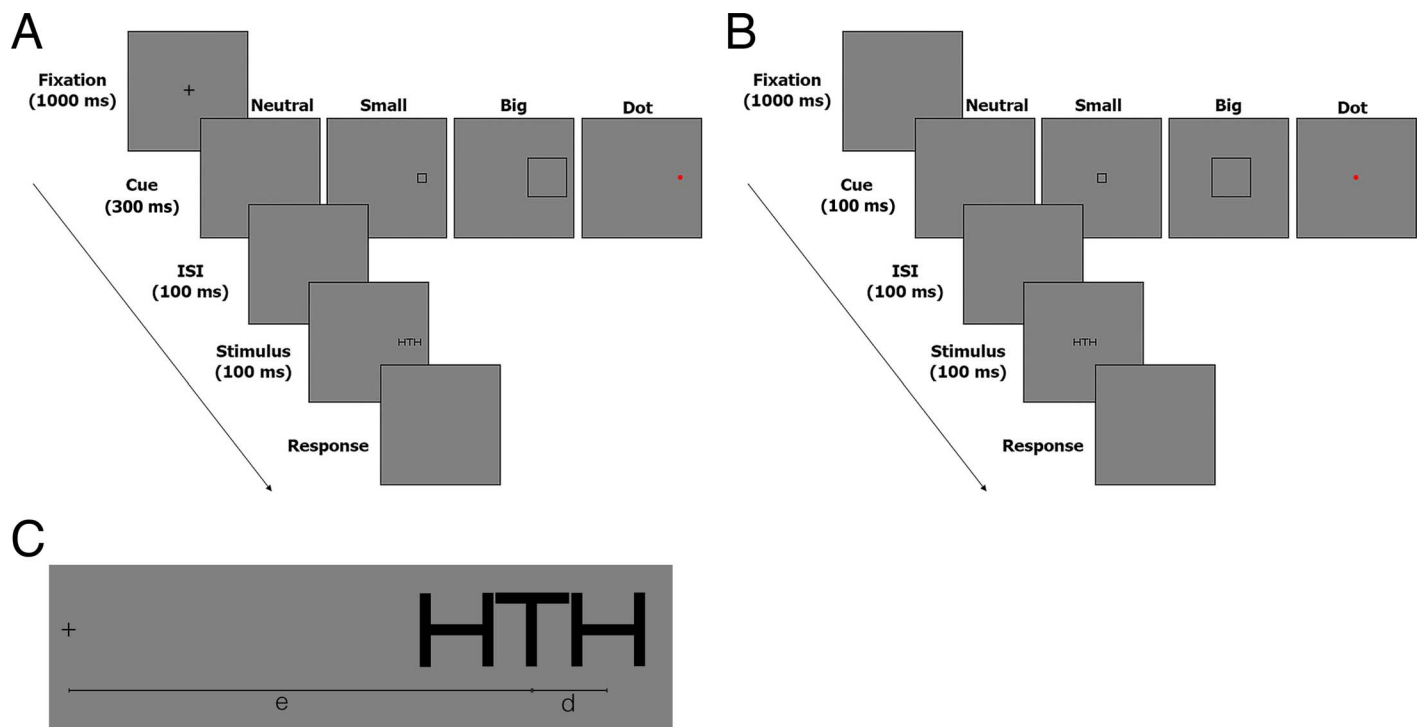 A
Fixation
(1000 ms)
Neutral Small Big Dot
Cue
(300 ms)
ISI
(100 ms)
HTH
Stimulus
(100 ms)
Response
B
Fixation
(1000 ms)
Neutral Small Big Dot
Cue
(100 ms)
ISI
(100 ms)
HTH
Stimulus
(100 ms)
Response
C
HTH
e d